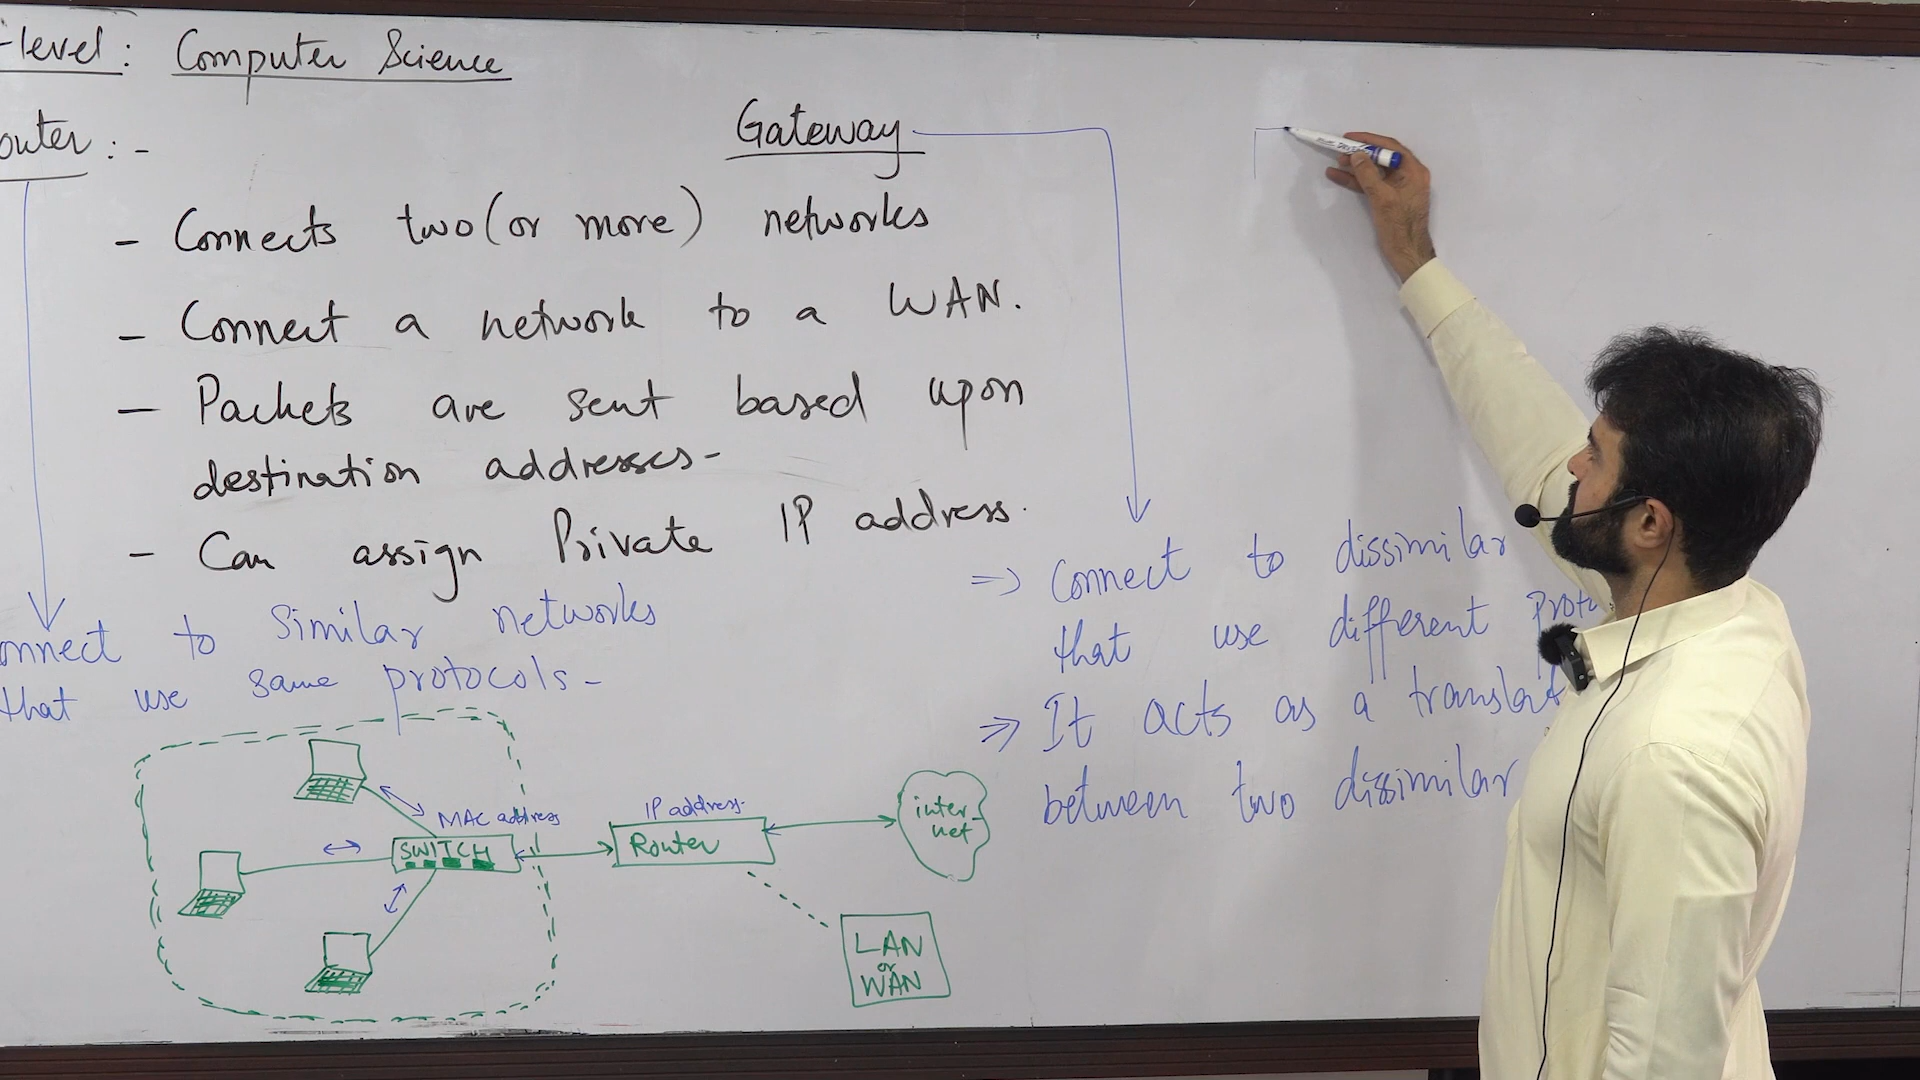 -level: Computer Science
outer:-
Gateway
- Connects two (or more) networks
- Connect a network to a WAN.
- Packets are sent based upon
destination addresses-
- Can assign Private IP address.
onnect to similar networks
that use same protocols-
=> Connect to dissimilar
that use different proto
=> It acts as a translat
between two dissimilar
MAC address
SWITCH
IP address.
Router
inter-
net
LAN
or
WAN